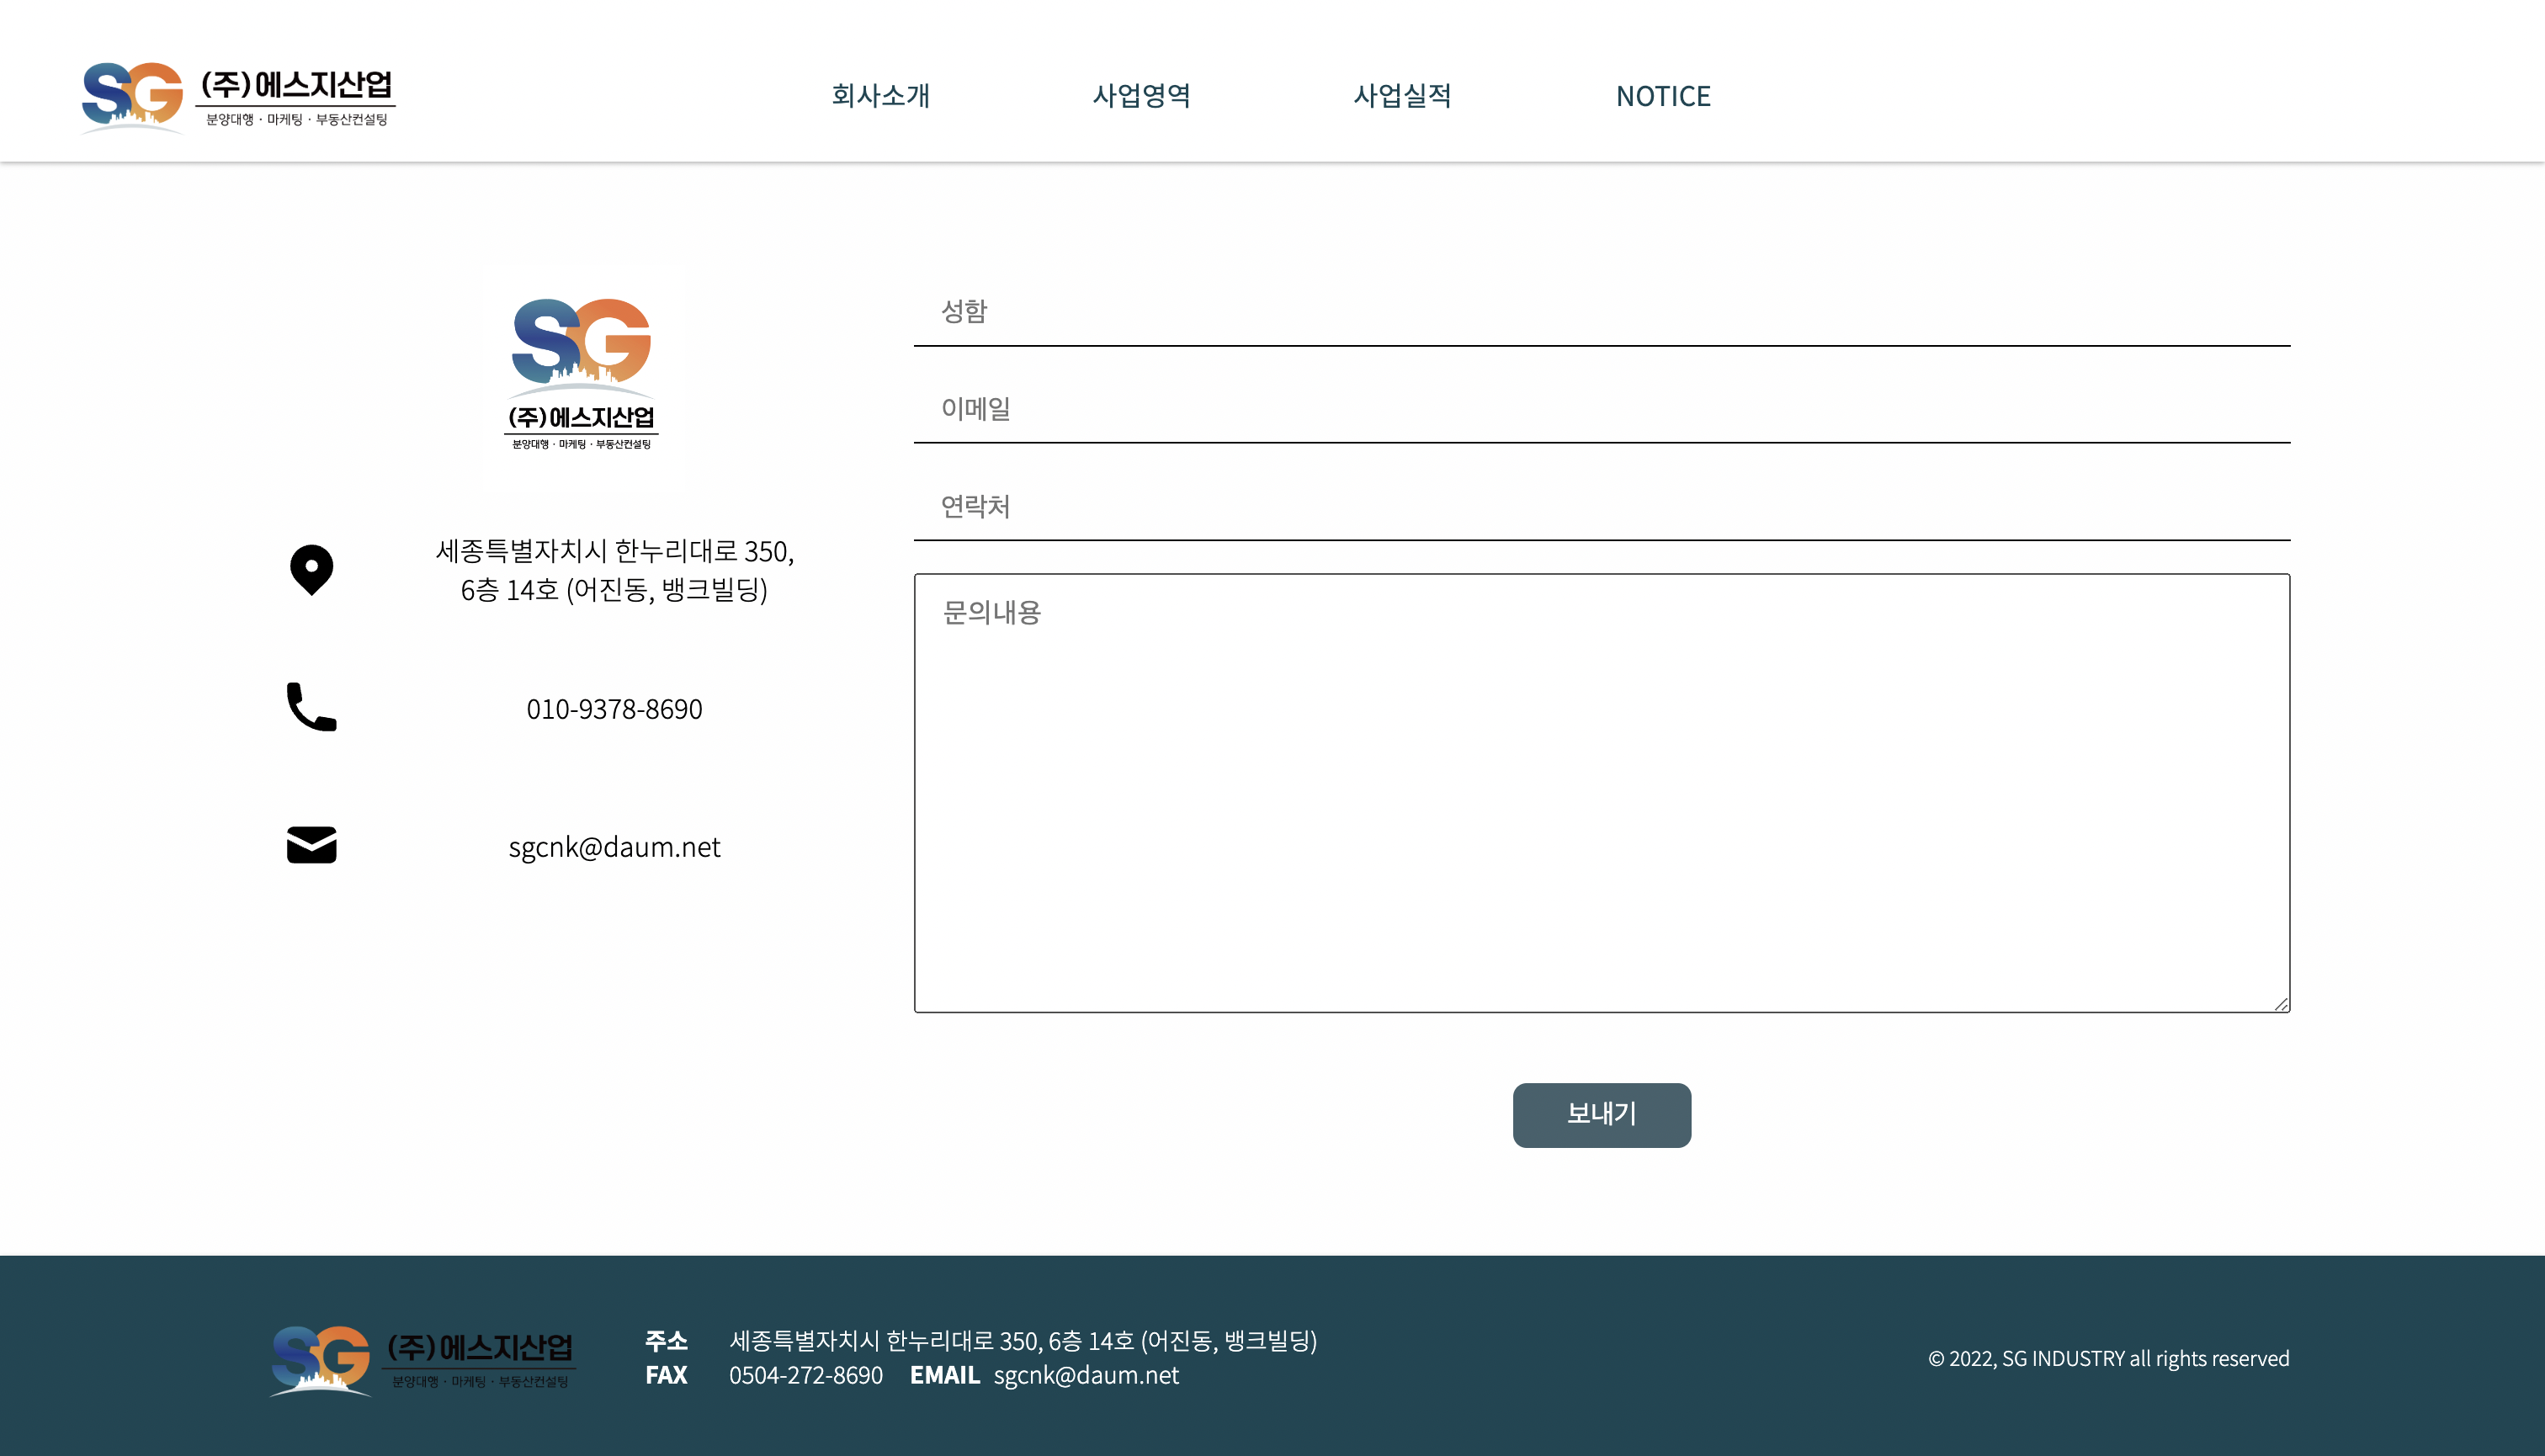 SG (주)에스지산업
분양대행 · 마케팅 · 부동산컨설팅
회사소개 사업영역 사업실적 NOTICE
SG
(주)에스지산업
분양대행 · 마케팅 · 부동산컨설팅
세종특별자치시 한누리대로 350,
6층 14호 (어진동, 뱅크빌딩)
010-9378-8690
sgcnk@daum.net
성함
이메일
연락처
문의내용
보내기
SG (주)에스지산업
분양대행 · 마케팅 · 부동산컨설팅
주소 세종특별자치시 한누리대로 350, 6층 14호 (어진동, 뱅크빌딩)
FAX 0504-272-8690 EMAIL sgcnk@daum.net
© 2022, SG INDUSTRY all rights reserved